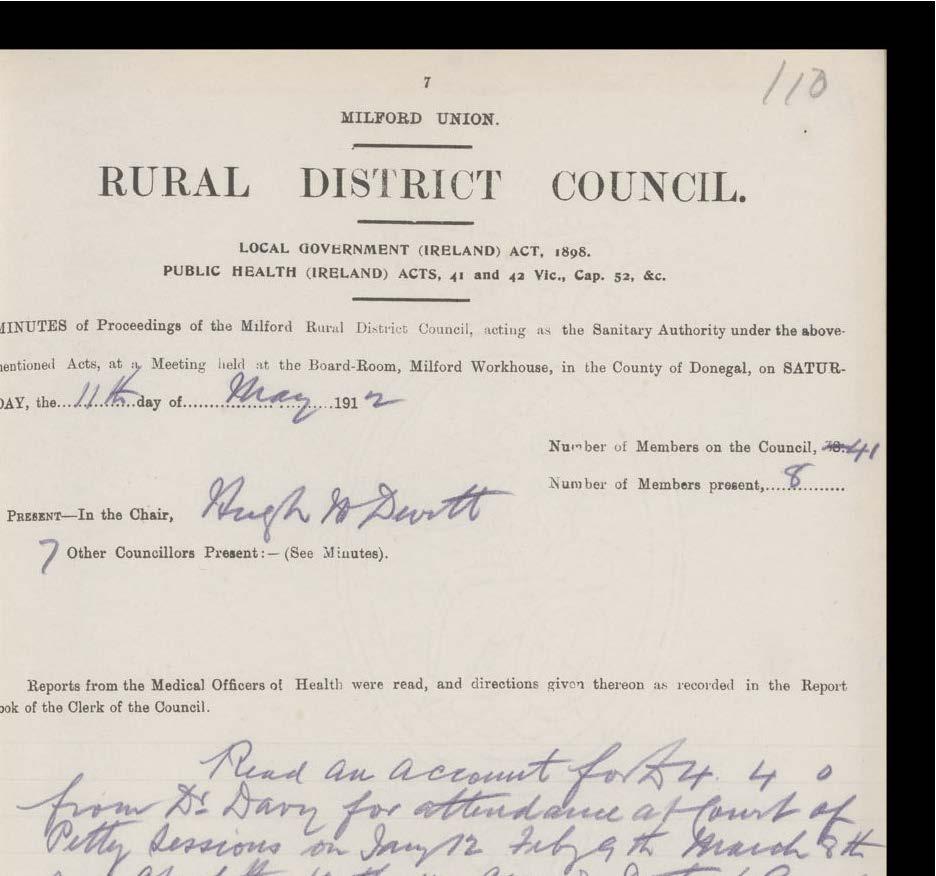 110
7
MILFORD UNION.
RURAL DISTRICT COUNCIL.
LOCAL GOVERNMENT (IRELAND) ACT, 1898.
PUBLIC HEALTH (IRELAND) ACTS, 41 and 42 Vic., Cap. 52, &c.
MINUTES of Proceedings of the Milford Rural District Council, acting as the Sanitary Authority under the above-
mentioned Acts, at a Meeting held at the Board-Room, Milford Workhouse, in the County of Donegal, on SATUR-
DAY, the 11th day of May 1912
Number of Members on the Council, 41
Number of Members present, 8
PRESENT—In the Chair, Hugh McDevitt
7 Other Councillors Present:—(See Minutes).
Reports from the Medical Officers of Health were read, and directions given thereon as recorded in the Report
Book of the Clerk of the Council.
Read an account for £4. 4 0
from Dr Davy for attendance at Court of
Petty Sessions on Jany 12 Feby 9th March 8th